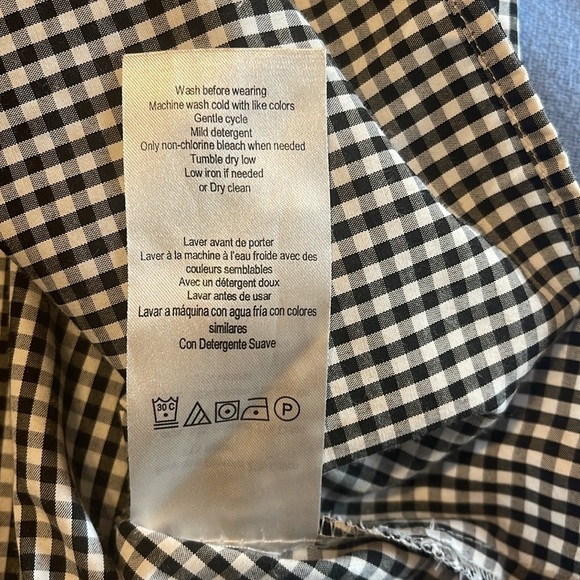 Wash before wearing
Machine wash cold with like colors
Gentle cycle
Mild detergent
Only non-chlorine bleach when needed
Tumble dry low
Low iron if needed
or Dry clean
Laver avant de porter
Laver à la machine à l'eau froide avec des
couleurs semblables
Avec un détergent doux
Lavar antes de usar
Lavar a máquina con agua fría con colores
similares
Con Detergente Suave
30 C P